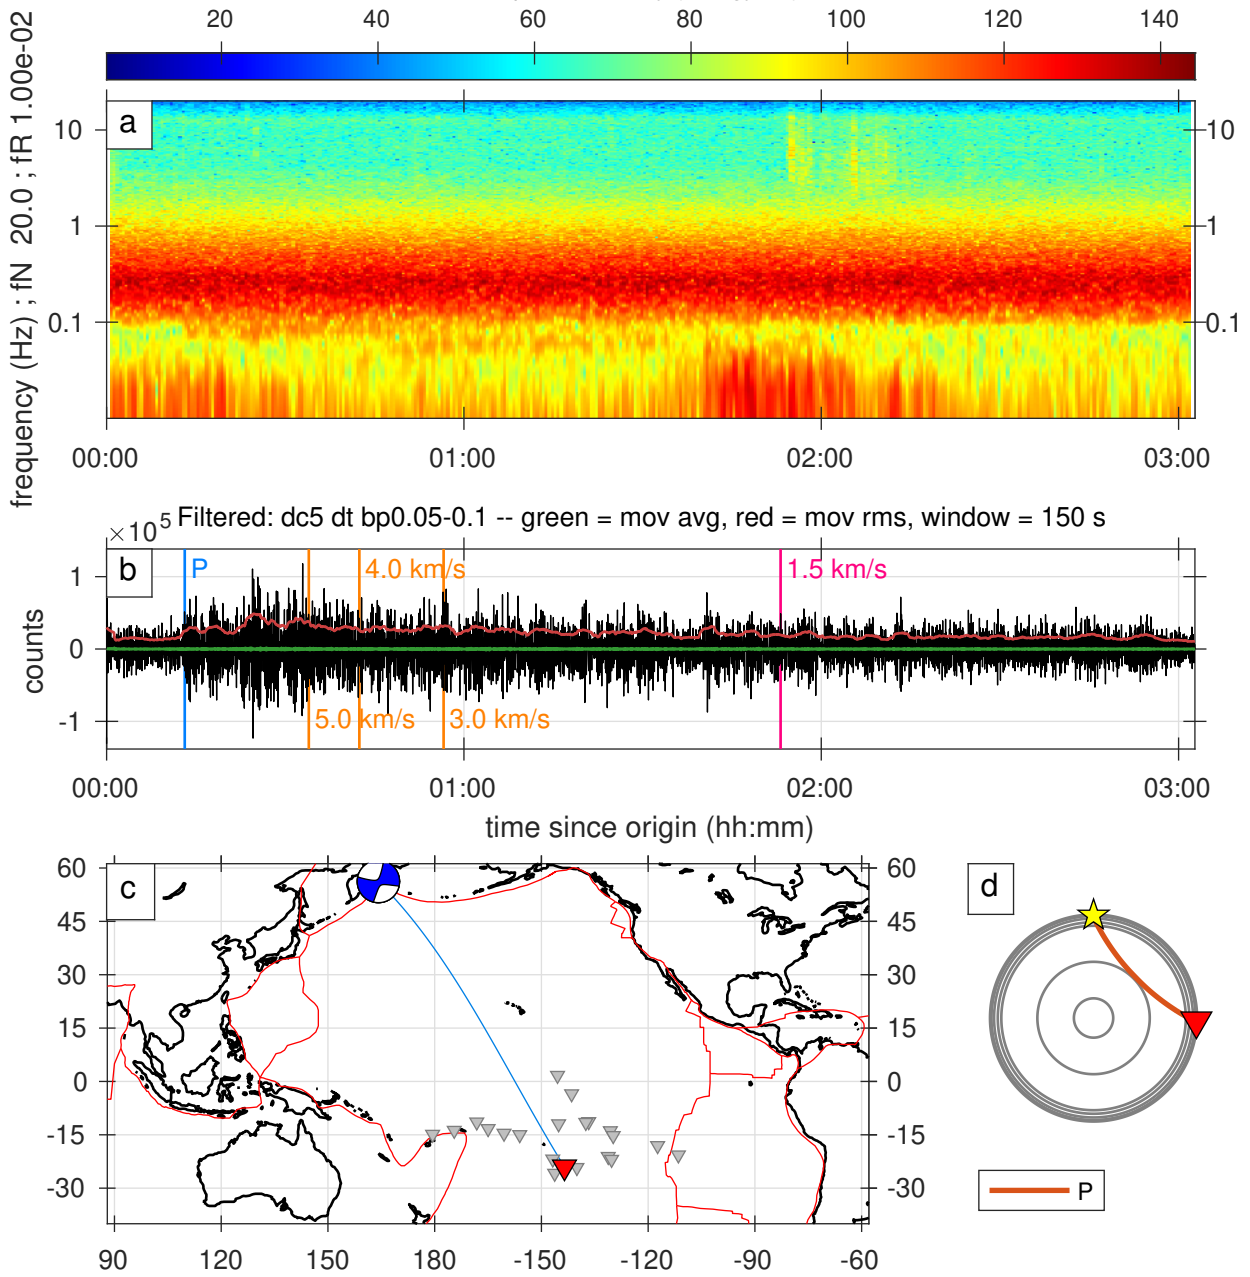 20 40 60 80 100 120 140
frequency (Hz) ; fN 20.0 ; fR 1.00e-02
a
10 10
1 1
0.1 0.1
00:00 01:00 02:00 03:00
×10^5 Filtered: dc5 dt bp0.05-0.1 -- green = mov avg, red = mov rms, window = 150 s
b
P 4.0 km/s 1.5 km/s
counts
1
0
-1
5.0 km/s 3.0 km/s
00:00 01:00 02:00 03:00
time since origin (hh:mm)
c
60 60
45 45
30 30
15 15
0 0
-15 -15
-30 -30
90 120 150 180 -150 -120 -90 -60
d
P